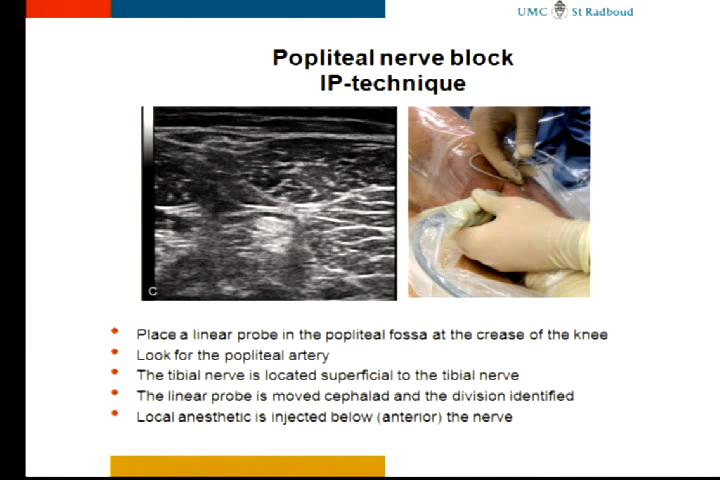 UMC St Radboud
Popliteal nerve block
IP-technique
C
Place a linear probe in the popliteal fossa at the crease of the knee
Look for the popliteal artery
The tibial nerve is located superficial to the tibial nerve
The linear probe is moved cephalad and the division identified
Local anesthetic is injected below (anterior) the nerve